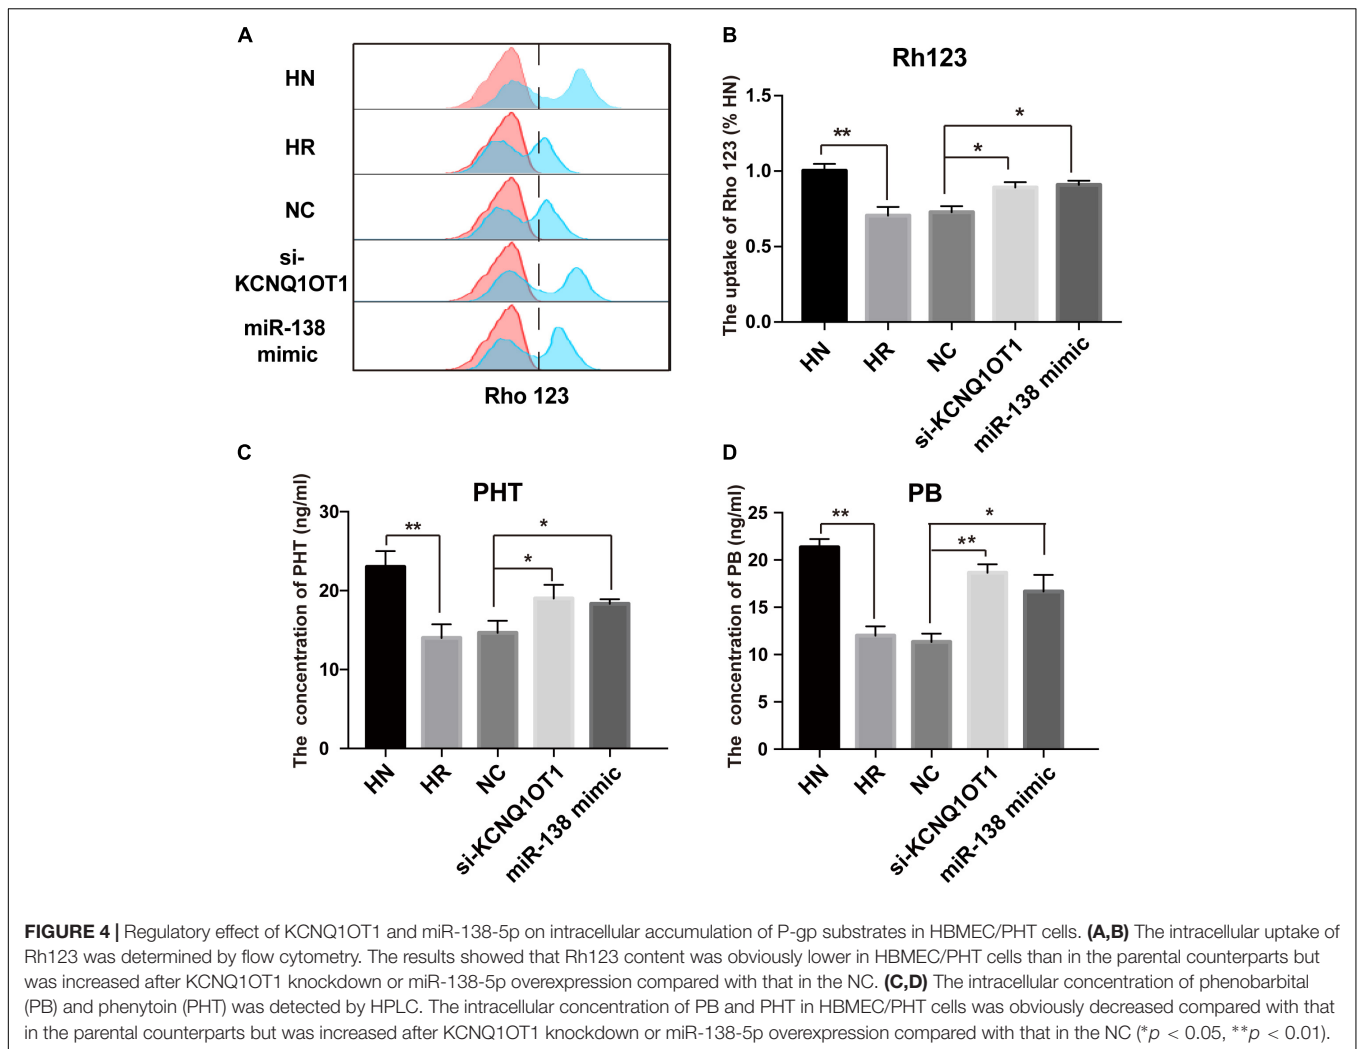 A
HN
HR
NC
si-
KCNQ1OT1
miR-138
mimic
Rho 123
B
Rh123
The uptake of Rho 123 (% HN)
1.5
1.0
0.5
0.0
**
*
*
HN
HR
NC
si-KCNQ1OT1
miR-138 mimic
C
PHT
The concentration of PHT (ng/ml)
30
20
10
0
**
*
*
HN
HR
NC
si-KCNQ1OT1
miR-138 mimic
D
PB
The concentration of PB (ng/ml)
25
20
15
10
5
0
**
**
*
HN
HR
NC
si-KCNQ1OT1
miR-138 mimic
FIGURE 4 | Regulatory effect of KCNQ1OT1 and miR-138-5p on intracellular accumulation of P-gp substrates in HBMEC/PHT cells. (A,B) The intracellular uptake of
Rh123 was determined by flow cytometry. The results showed that Rh123 content was obviously lower in HBMEC/PHT cells than in the parental counterparts but
was increased after KCNQ1OT1 knockdown or miR-138-5p overexpression compared with that in the NC. (C,D) The intracellular concentration of phenobarbital
(PB) and phenytoin (PHT) was detected by HPLC. The intracellular concentration of PB and PHT in HBMEC/PHT cells was obviously decreased compared with that
in the parental counterparts but was increased after KCNQ1OT1 knockdown or miR-138-5p overexpression compared with that in the NC (*p < 0.05, **p < 0.01).